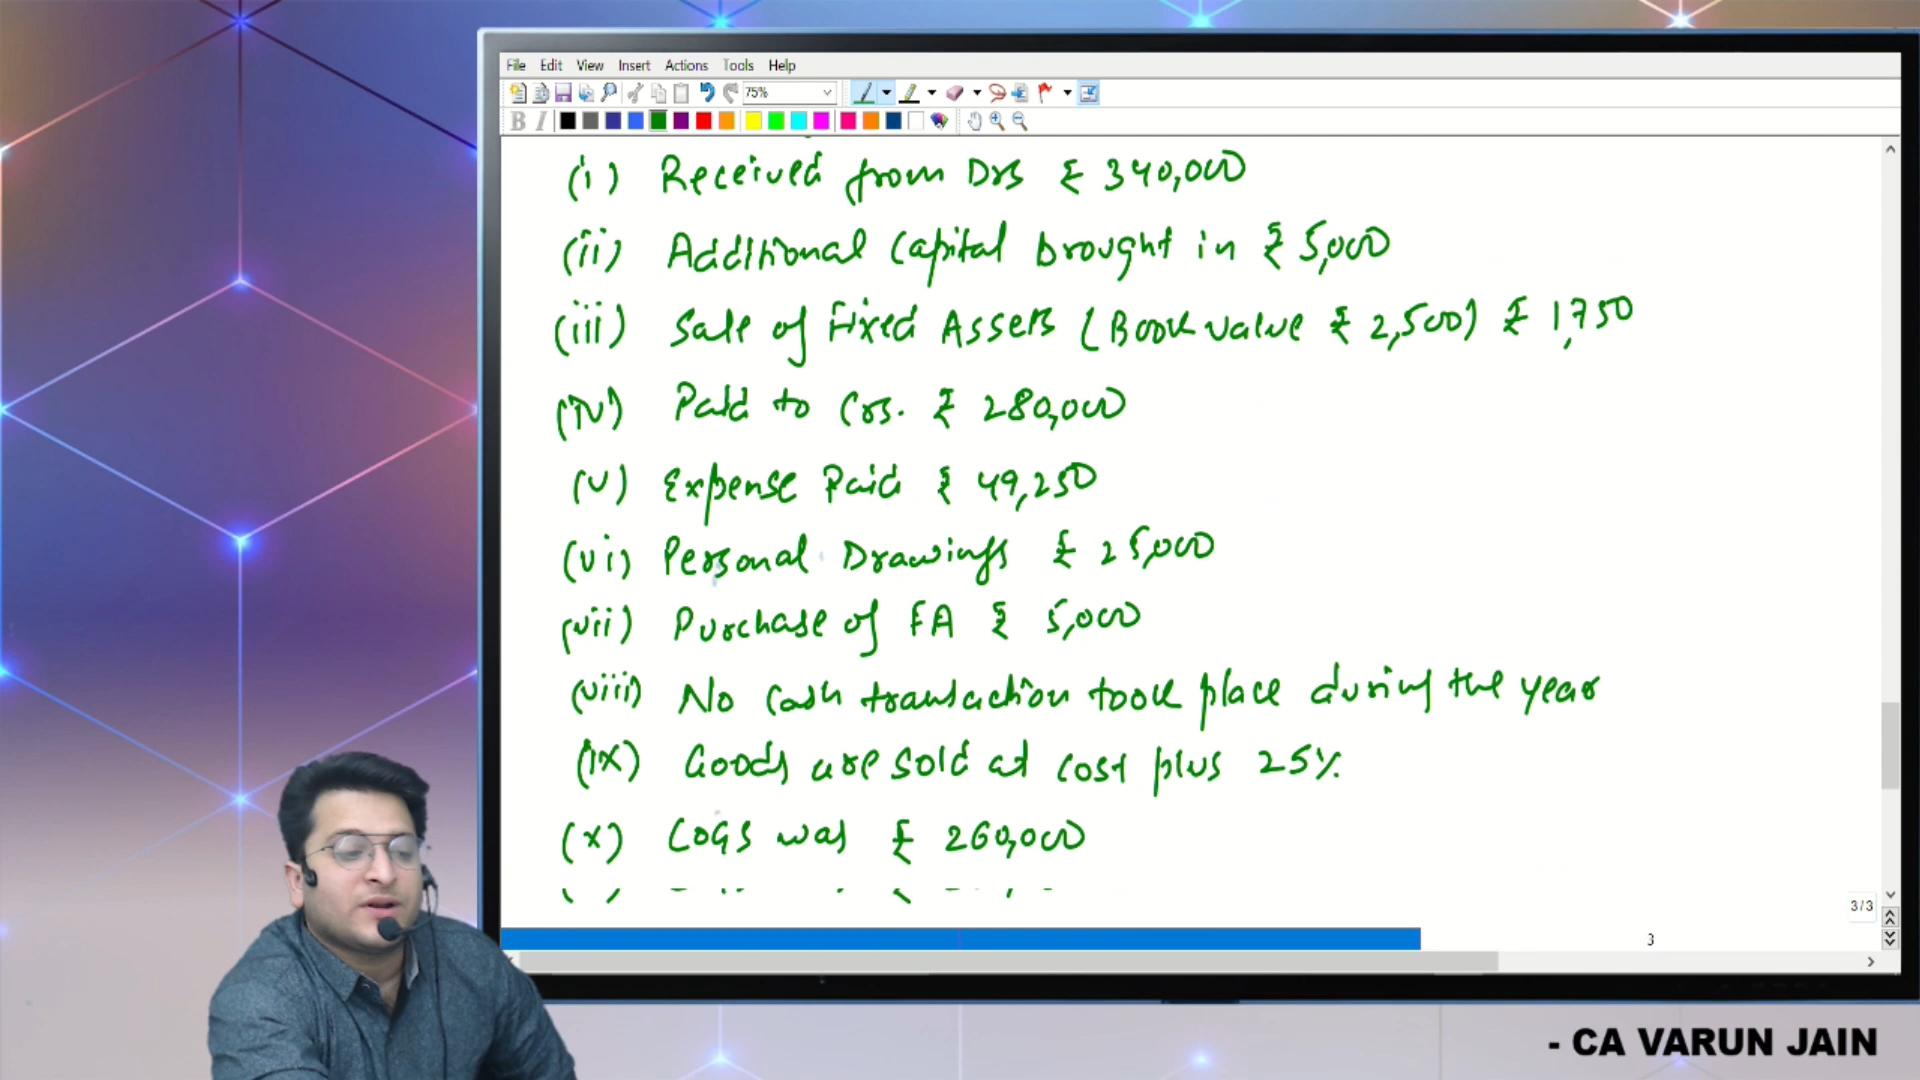 File Edit View Insert Actions Tools Help
75%
B I
(i) Received from Drs ₹ 340,000
(ii) Additional Capital brought in ₹ 5,000
(iii) Sale of Fixed Assets (Book value ₹ 2,500) ₹ 1,750
(iv) Paid to Crs. ₹ 280,000
(v) Expense Paid ₹ 49,250
(vi) Personal Drawings ₹ 25,000
(vii) Purchase of FA ₹ 5,000
(viii) No cash transaction took place during the year
(ix) Goods are sold at cost plus 25%
(x) COGS was ₹ 260,000
3/3
3
- CA VARUN JAIN